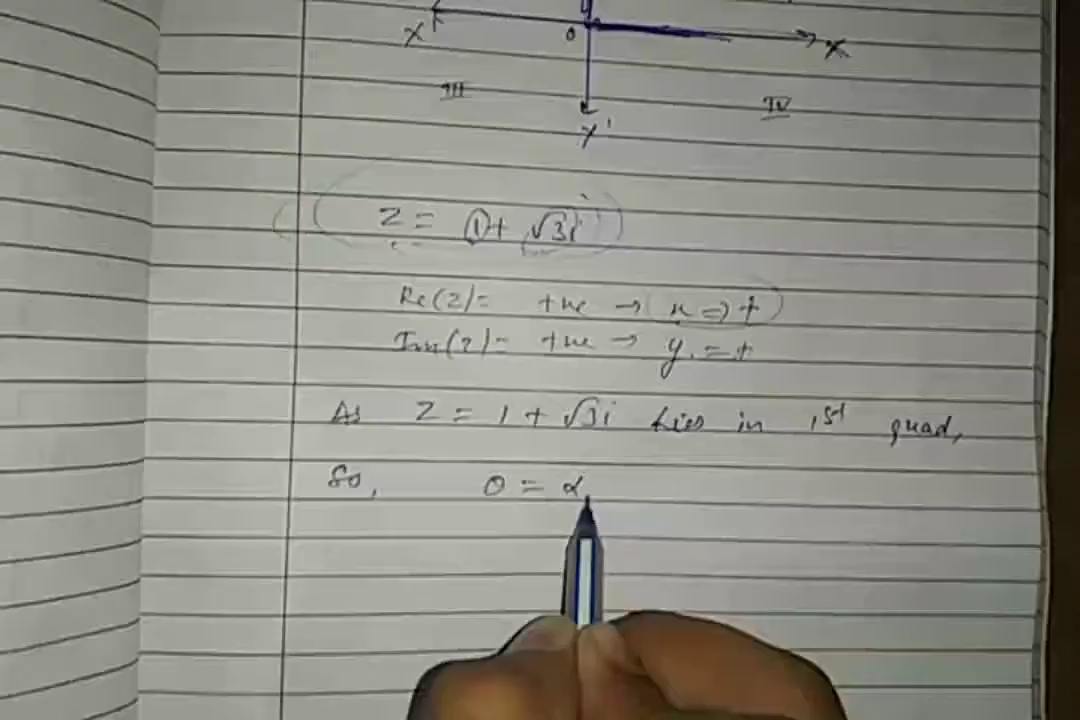 X' o X
III IV
Y'
Z = 1 + √3i
Re(z) = +ve → x => +
Im(z) = +ve → y = +
As Z = 1 + √3i lies in 1st quad,
So, θ = α